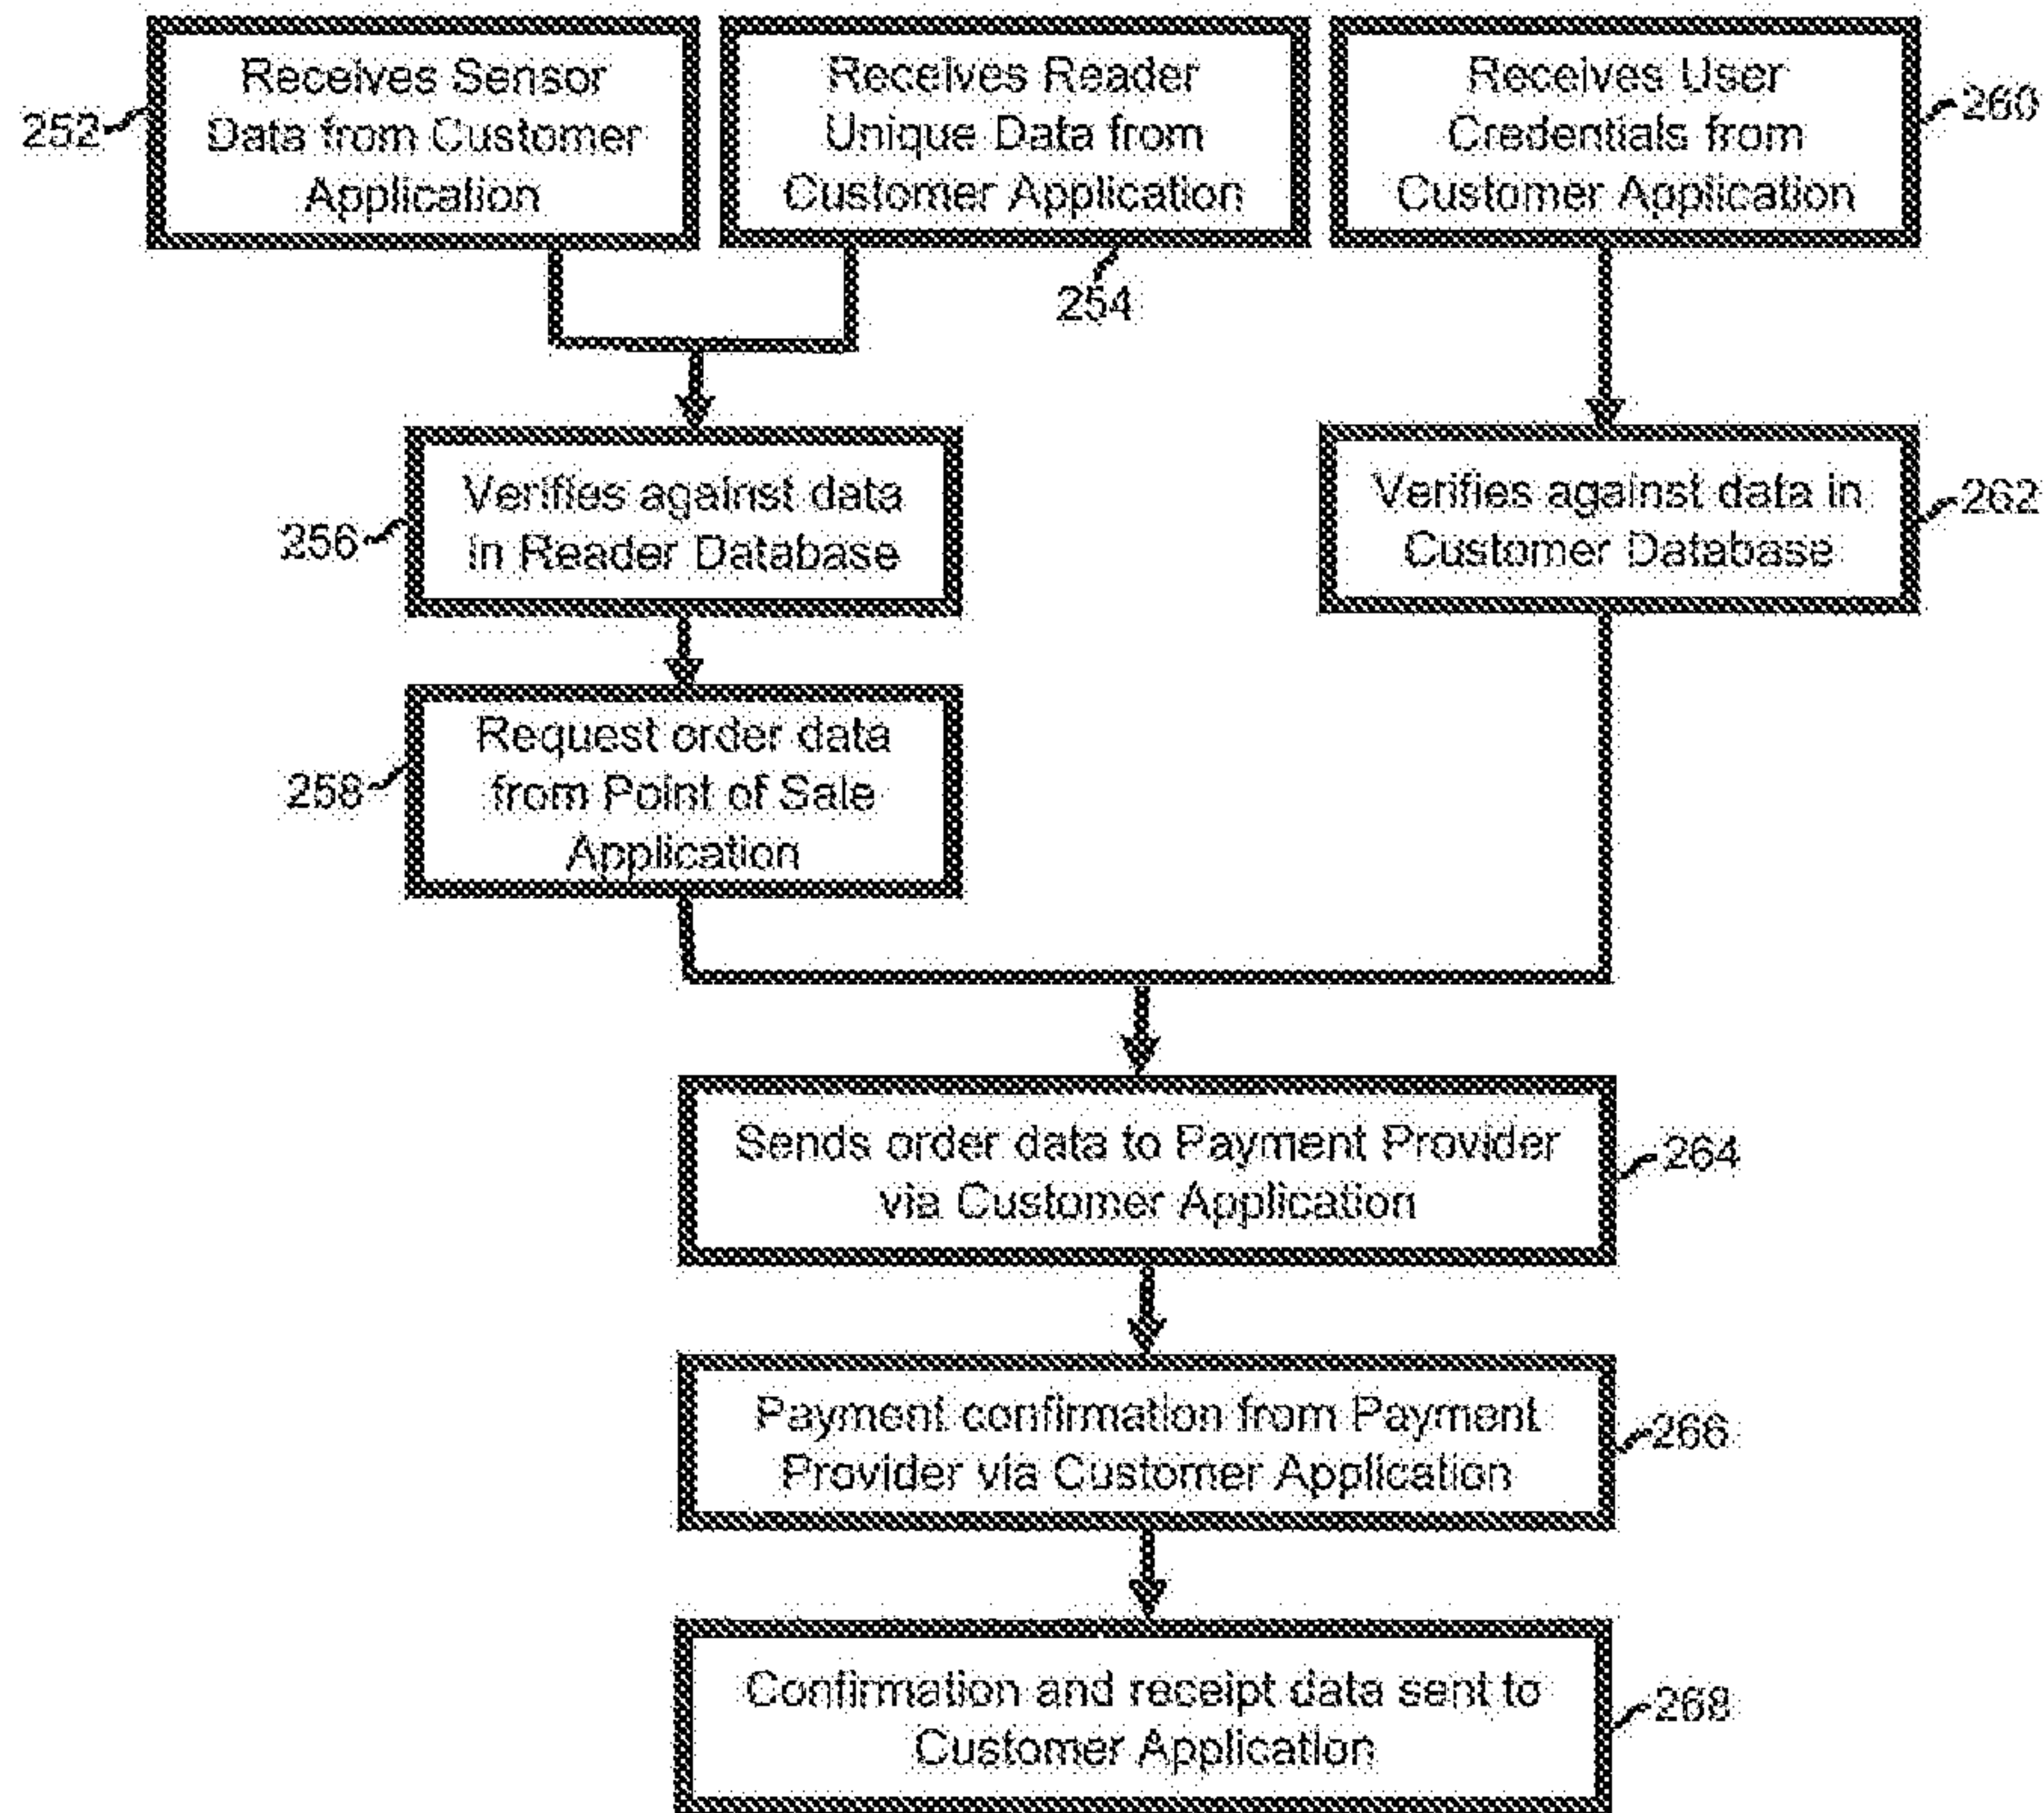 Receives Sensor
Data from Customer
Application
252
Receives Reader
Unique Data from
Customer Application
254
Receives User
Credentials from
Customer Application
260
Verifies against data
in Reader Database
256
Verifies against data in
Customer Database
262
Request order data
from Point of Sale
Application
258
Sends order data to Payment Provider
via Customer Application
264
Payment confirmation from Payment
Provider via Customer Application
266
Confirmation and receipt data sent to
Customer Application
268